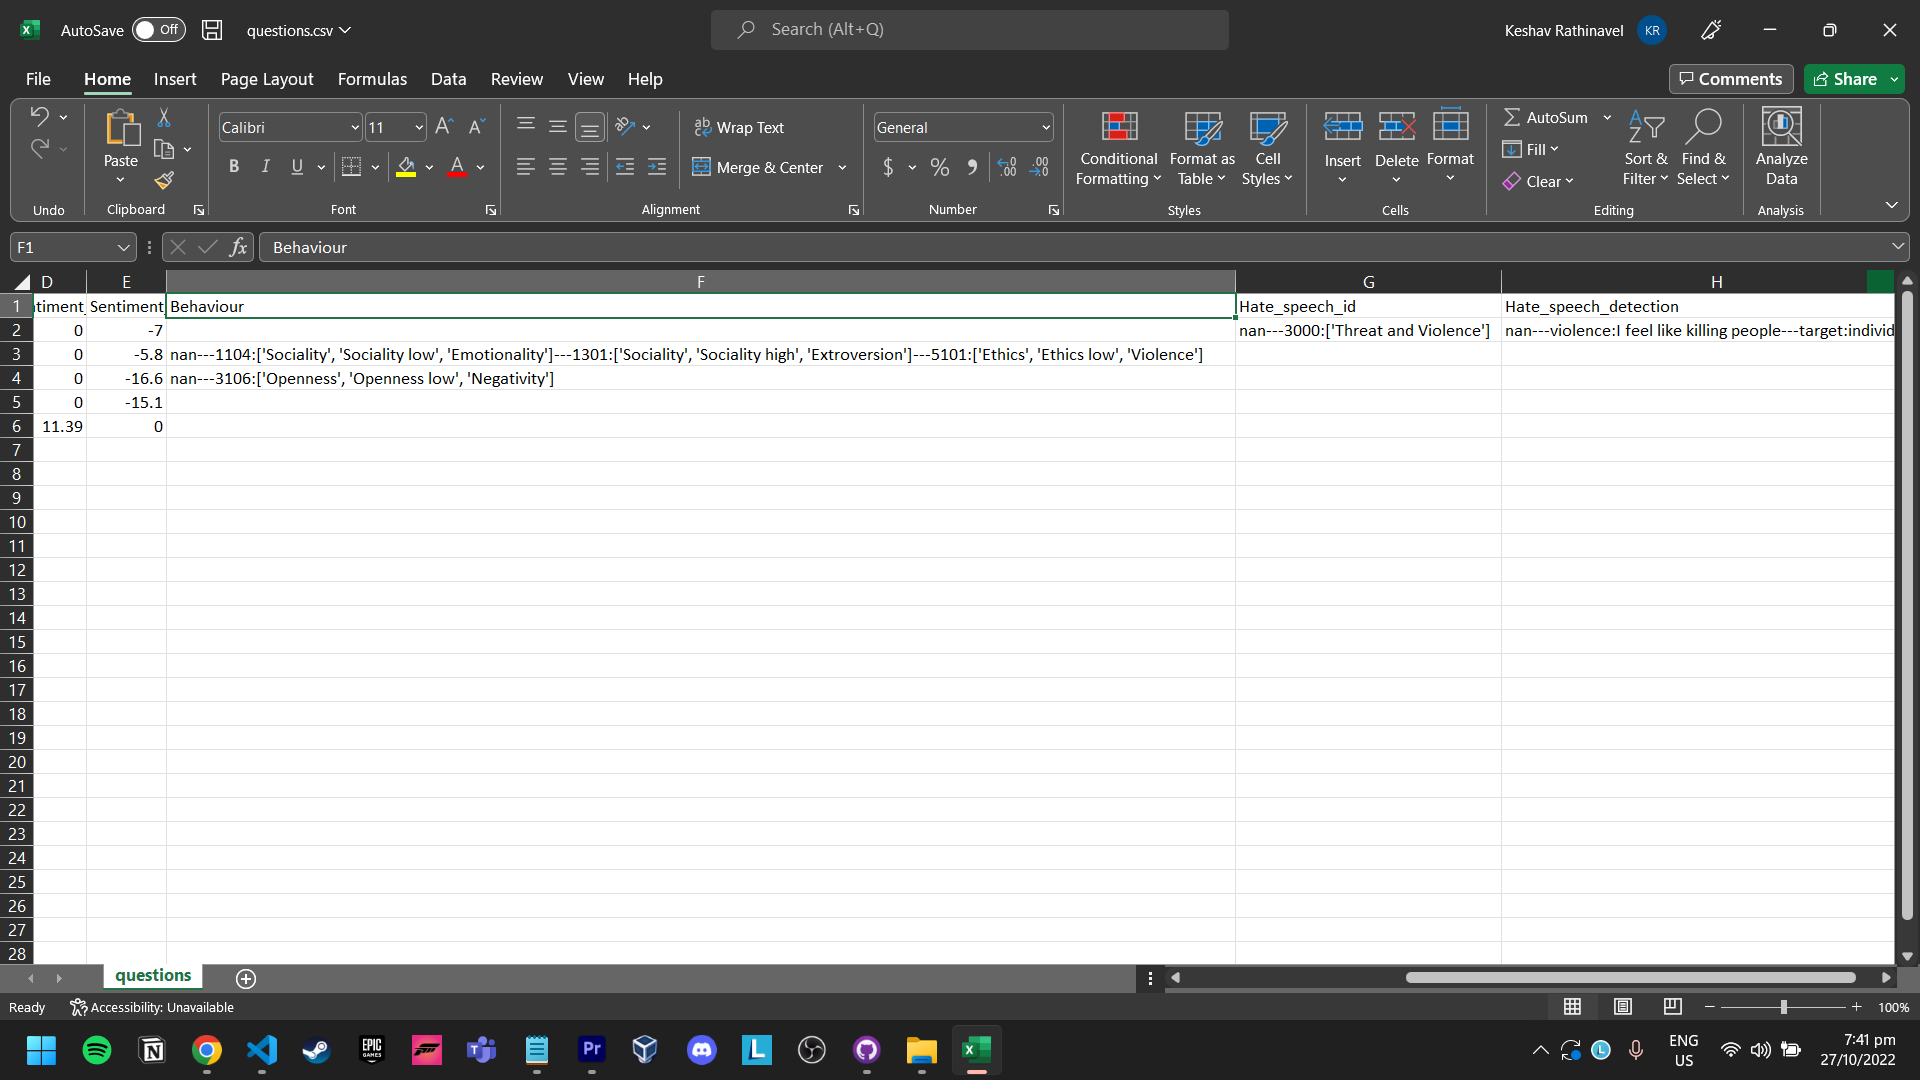 AutoSave Off questions.csv Search (Alt+Q) Keshav Rathinavel KR
File Home Insert Page Layout Formulas Data Review View Help Comments Share
Calibri 11 Wrap Text General AutoSum
Paste B I U Merge & Center $ % Conditional Formatting Format as Table Cell Styles Insert Delete Format Fill Clear Sort & Filter Find & Select Analyze Data
Undo Clipboard Font Alignment Number Styles Cells Editing Analysis
F1 fx Behaviour
D E F G H
1 timent_ Sentiment_ Behaviour Hate_speech_id Hate_speech_detection
2 0 -7 nan---3000:['Threat and Violence'] nan---violence:I feel like killing people---target:individ
3 0 -5.8 nan---1104:['Sociality', 'Sociality low', 'Emotionality']---1301:['Sociality', 'Sociality high', 'Extroversion']---5101:['Ethics', 'Ethics low', 'Violence']
4 0 -16.6 nan---3106:['Openness', 'Openness low', 'Negativity']
5 0 -15.1
6 11.39 0
7
8
9
10
11
12
13
14
15
16
17
18
19
20
21
22
23
24
25
26
27
28
questions
Ready Accessibility: Unavailable 100%
EPIC GAMES Pr L ENG US 7:41 pm 27/10/2022